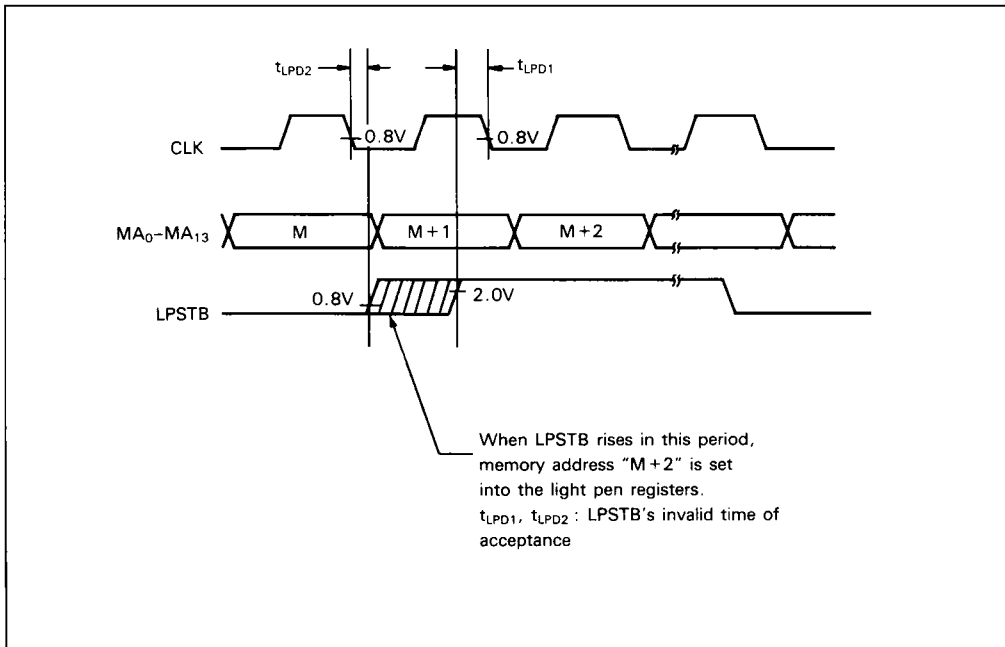 tLPD2
tLPD1
CLK
0.8V
0.8V
MA0–MA13
M
M+1
M+2
LPSTB
0.8V
2.0V
When LPSTB rises in this period,
memory address “M+2” is set
into the light pen registers.
tLPD1, tLPD2 : LPSTB's invalid time of
acceptance